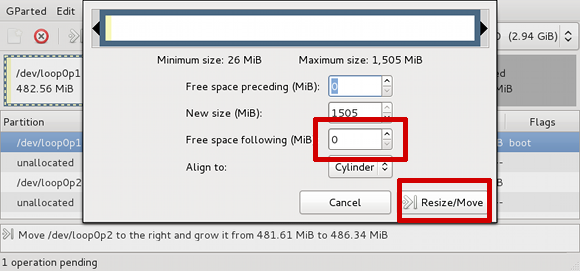 GParted
(2.94 GiB)
Minimum size: 26 MiB Maximum size: 1,505 MiB
/dev/loop0p1
482.56 MiB
Free space preceding (MiB): 0
New size (MiB): 1505
Free space following (MiB 0
Align to: Cylinder
Partition Flags
/dev/loop0p1 boot
unallocated
/dev/loop0p2
unallocated
Cancel Resize/Move
Move /dev/loop0p2 to the right and grow it from 481.61 MiB to 486.34 MiB
1 operation pending